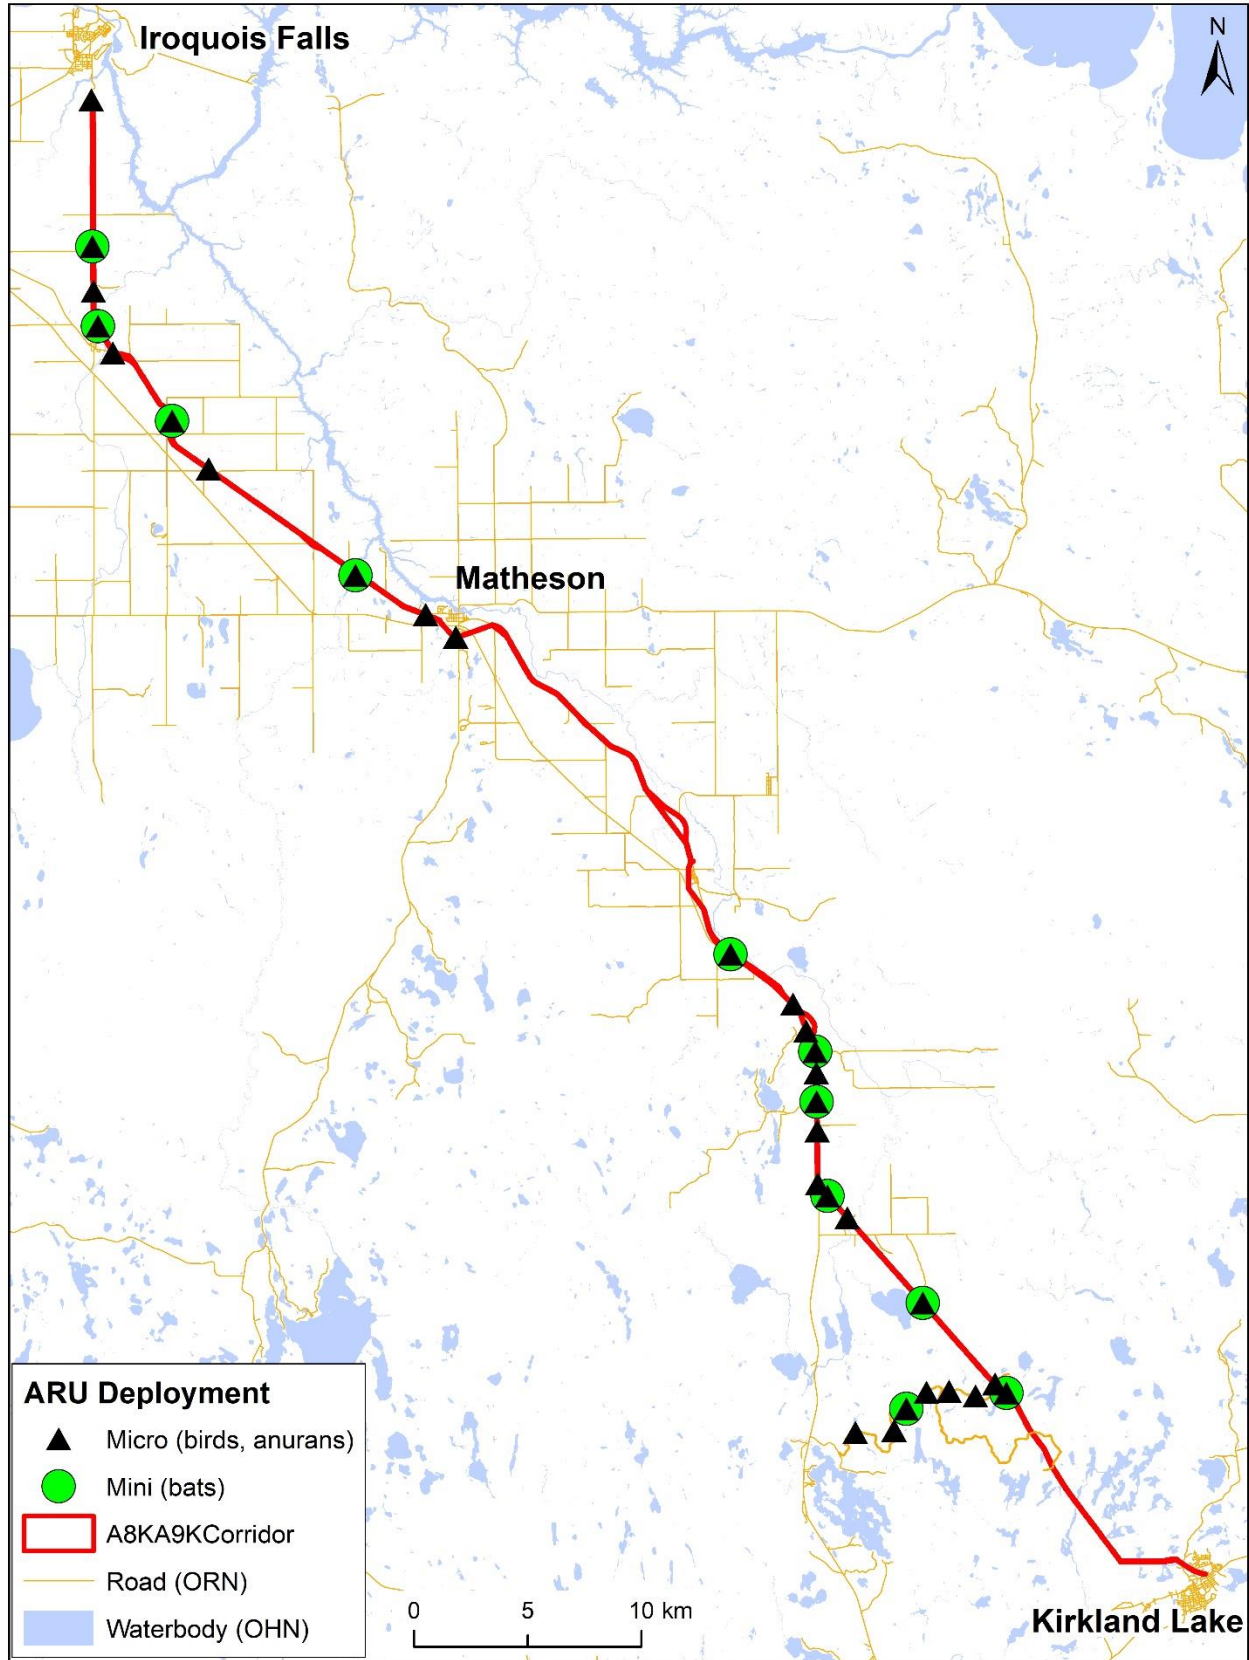 Iroquois Falls
N
Matheson
ARU Deployment
Micro (birds, anurans)
Mini (bats)
A8KA9KCorridor
Road (ORN)
Waterbody (OHN)
0 5 10 km
Kirkland Lake